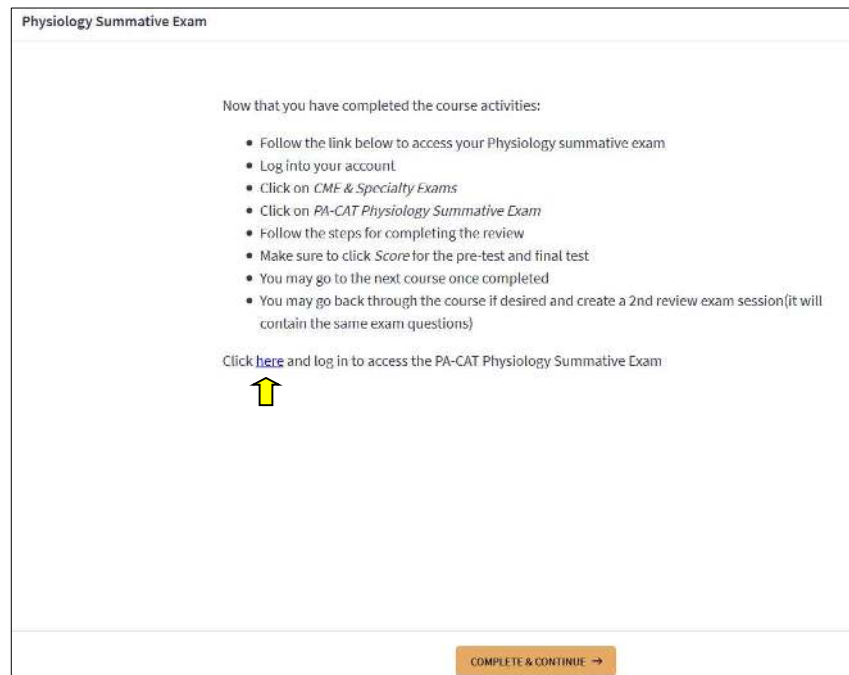 Physiology Summative Exam
Now that you have completed the course activities:
• Follow the link below to access your Physiology summative exam
• Log into your account
• Click on CME & Specialty Exams
• Click on PA-CAT Physiology Summative Exam
• Follow the steps for completing the review
• Make sure to click Score for the pre-test and final test
• You may go to the next course once completed
• You may go back through the course if desired and create a 2nd review exam session(it will
contain the same exam questions)
Click here and log in to access the PA-CAT Physiology Summative Exam
COMPLETE & CONTINUE →